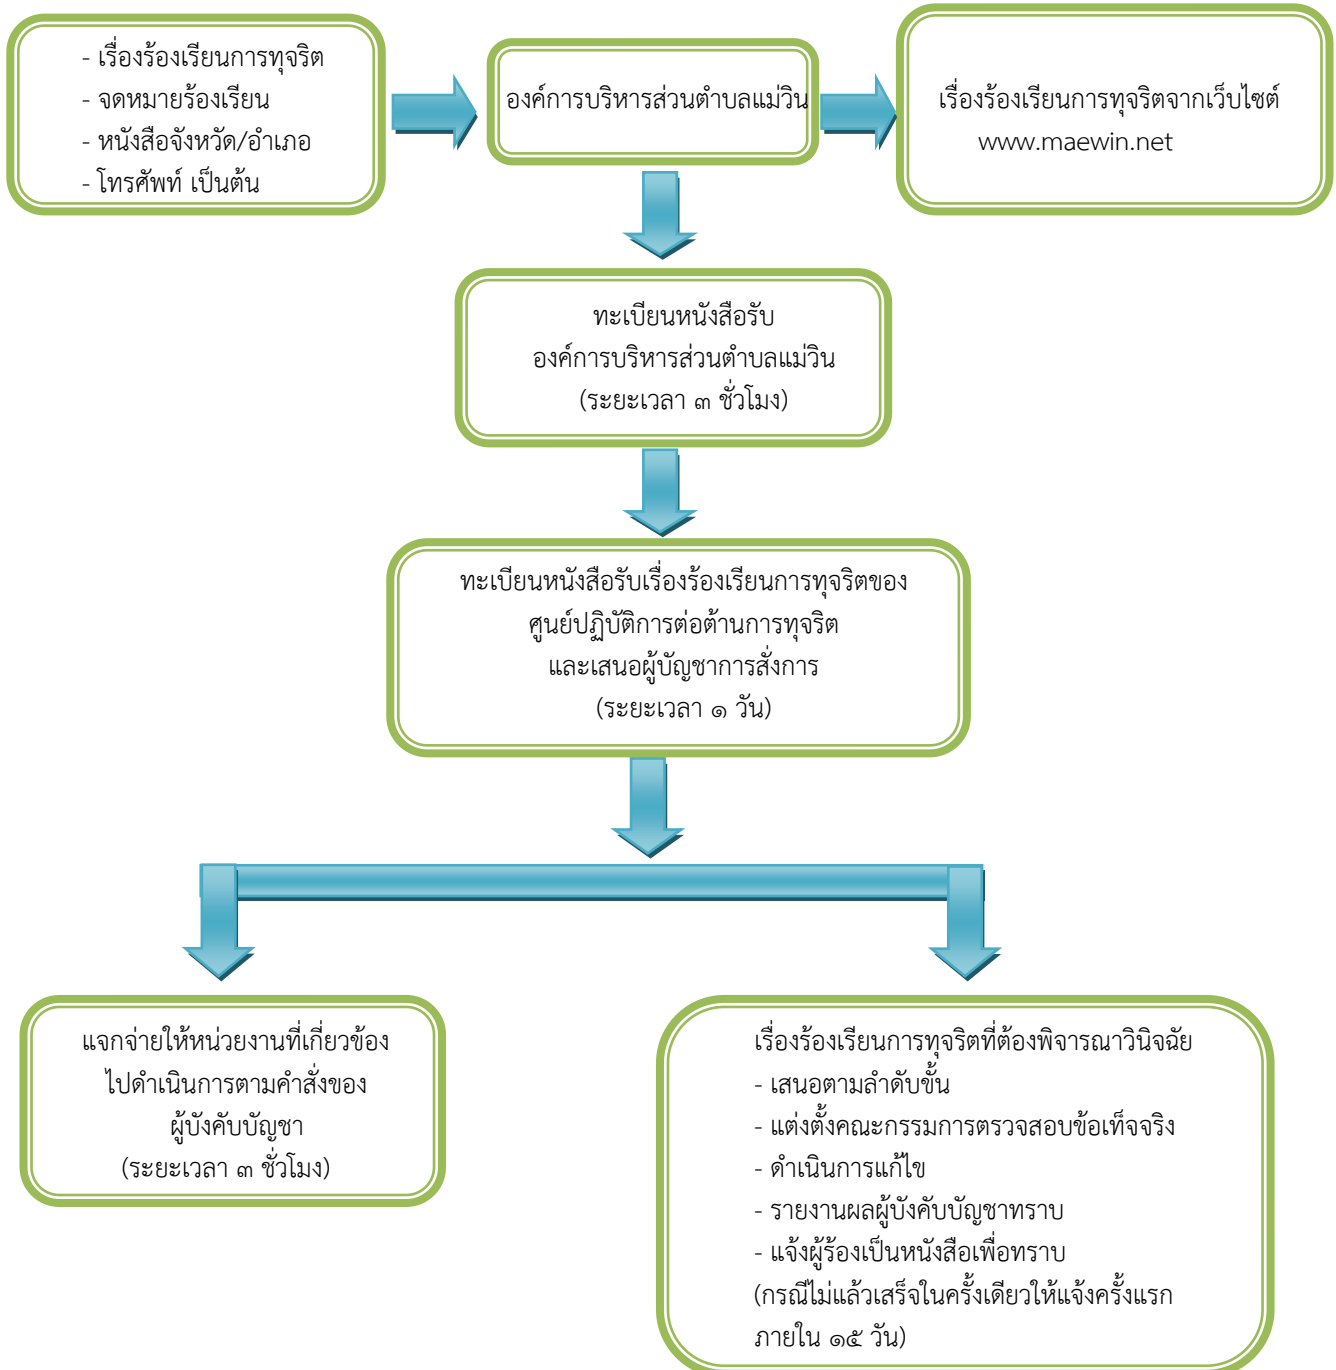 - เรื่องร้องเรียนการทุจริต
- จดหมายร้องเรียน
- หนังสือจังหวัด/อำเภอ
- โทรศัพท์ เป็นต้น
องค์การบริหารส่วนตำบลแม่วิน
เรื่องร้องเรียนการทุจริตจากเว็บไซต์
www.maewin.net
ทะเบียนหนังสือรับ
องค์การบริหารส่วนตำบลแม่วิน
(ระยะเวลา ๓ ชั่วโมง)
ทะเบียนหนังสือรับเรื่องร้องเรียนการทุจริตของ
ศูนย์ปฏิบัติการต่อต้านการทุจริต
และเสนอผู้บัญชาการสั่งการ
(ระยะเวลา ๑ วัน)
แจกจ่ายให้หน่วยงานที่เกี่ยวข้อง
ไปดำเนินการตามคำสั่งของ
ผู้บังคับบัญชา
(ระยะเวลา ๓ ชั่วโมง)
เรื่องร้องเรียนการทุจริตที่ต้องพิจารณาวินิจฉัย
- เสนอตามลำดับขั้น
- แต่งตั้งคณะกรรมการตรวจสอบข้อเท็จจริง
- ดำเนินการแก้ไข
- รายงานผลผู้บังคับบัญชาทราบ
- แจ้งผู้ร้องเป็นหนังสือเพื่อทราบ
(กรณีไม่แล้วเสร็จในครั้งเดียวให้แจ้งครั้งแรก
ภายใน ๑๕ วัน)